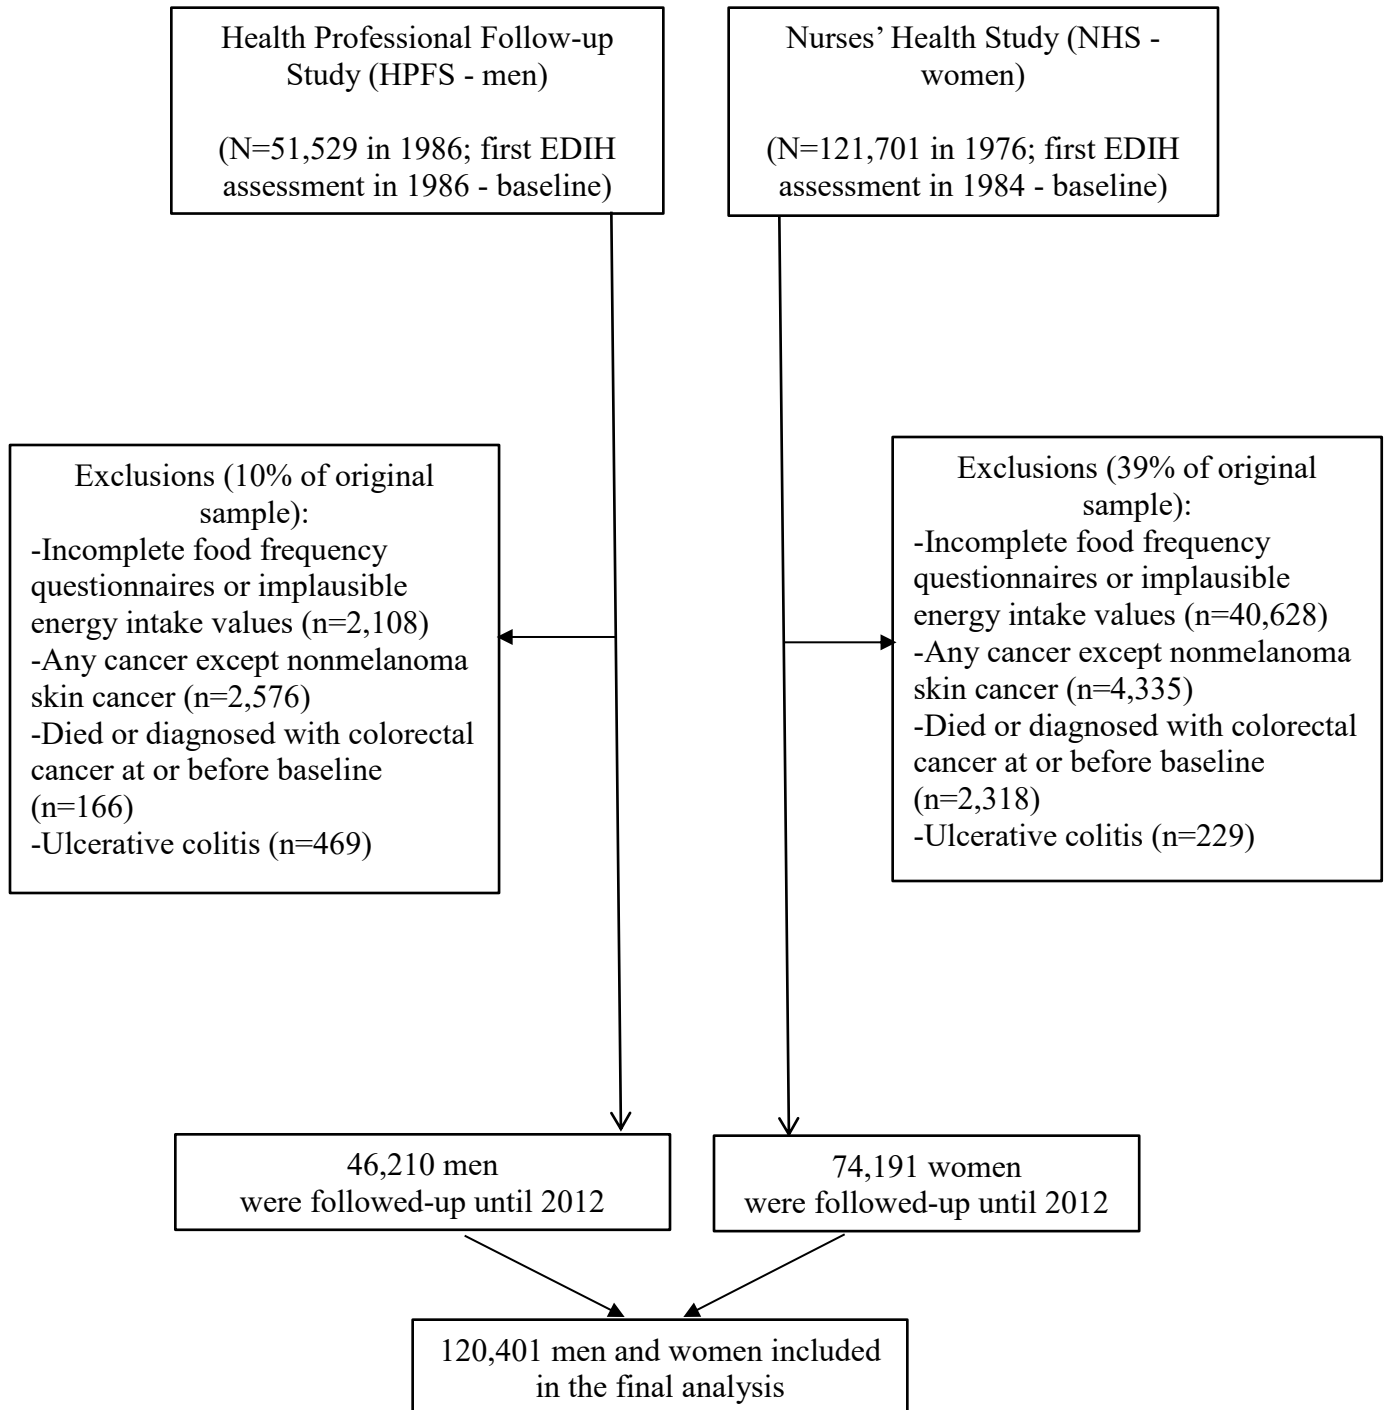 Health Professional Follow-up
Study (HPFS - men)
(N=51,529 in 1986; first EDIH
assessment in 1986 - baseline)
Nurses’ Health Study (NHS -
women)
(N=121,701 in 1976; first EDIH
assessment in 1984 - baseline)
Exclusions (10% of original
sample):
-Incomplete food frequency
questionnaires or implausible
energy intake values (n=2,108)
-Any cancer except nonmelanoma
skin cancer (n=2,576)
-Died or diagnosed with colorectal
cancer at or before baseline
(n=166)
-Ulcerative colitis (n=469)
Exclusions (39% of original
sample):
-Incomplete food frequency
questionnaires or implausible
energy intake values (n=40,628)
-Any cancer except nonmelanoma
skin cancer (n=4,335)
-Died or diagnosed with colorectal
cancer at or before baseline
(n=2,318)
-Ulcerative colitis (n=229)
46,210 men
were followed-up until 2012
74,191 women
were followed-up until 2012
120,401 men and women included
in the final analysis